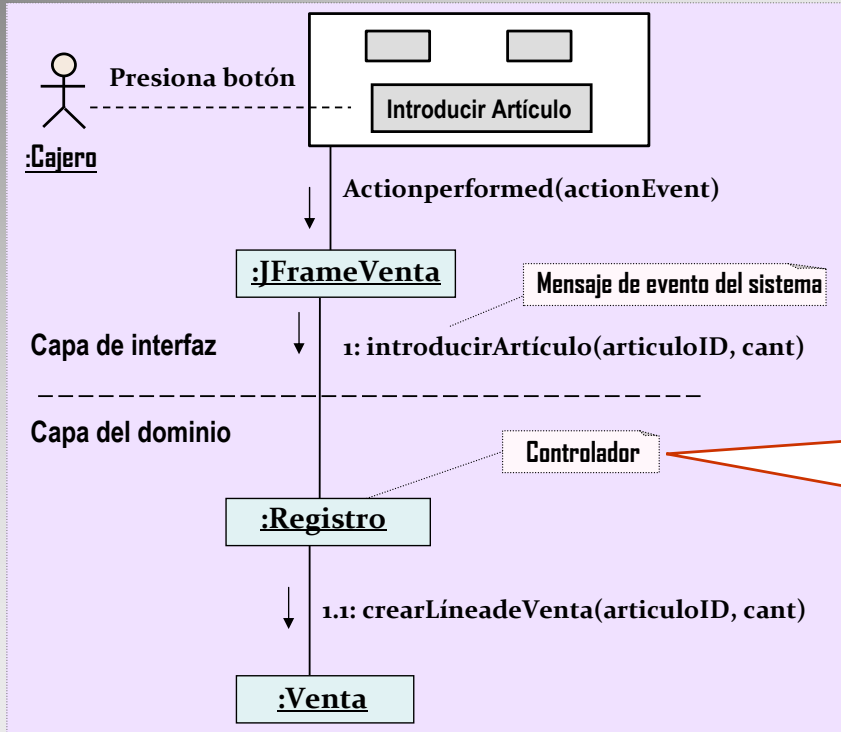 Presiona botón
Introducir Artículo
:Cajero
Actionperformed(actionEvent)
:JFrameVenta
Mensaje de evento del sistema
Capa de interfaz
1: introducirArtículo(articuloID, cant)
Capa del dominio
Controlador
:Registro
1.1: crearLíneadeVenta(articuloID, cant)
:Venta